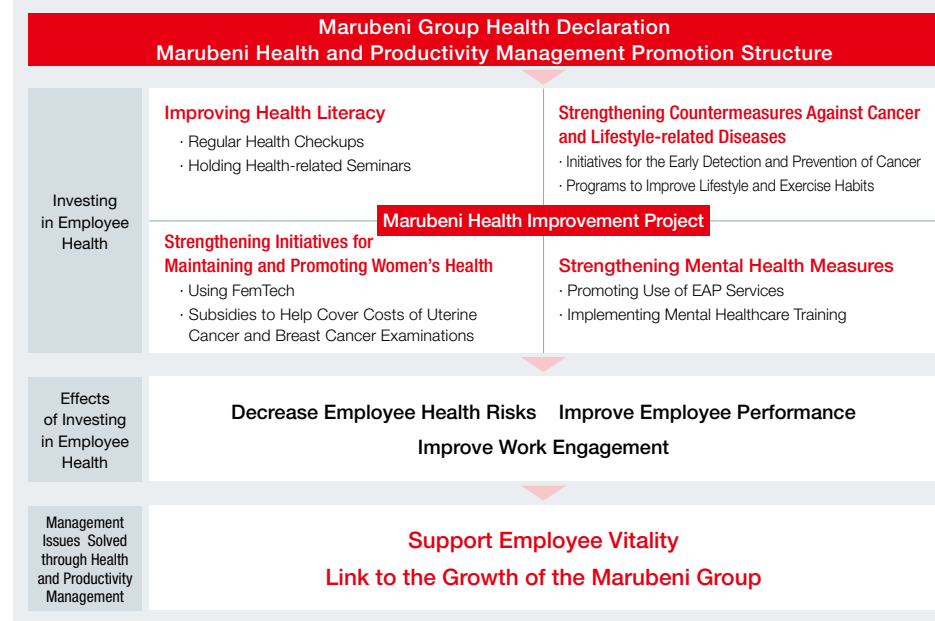 Marubeni Group Health Declaration
Marubeni Health and Productivity Management Promotion Structure
Investing
in Employee
Health
Improving Health Literacy
· Regular Health Checkups
· Holding Health-related Seminars
Strengthening Countermeasures Against Cancer
and Lifestyle-related Diseases
· Initiatives for the Early Detection and Prevention of Cancer
· Programs to Improve Lifestyle and Exercise Habits
Marubeni Health Improvement Project
Strengthening Initiatives for
Maintaining and Promoting Women's Health
· Using FemTech
· Subsidies to Help Cover Costs of Uterine
Cancer and Breast Cancer Examinations
Strengthening Mental Health Measures
· Promoting Use of EAP Services
· Implementing Mental Healthcare Training
Effects
of Investing
in Employee
Health
Decrease Employee Health Risks Improve Employee Performance
Improve Work Engagement
Management
Issues Solved
through Health
and Productivity
Management
Support Employee Vitality
Link to the Growth of the Marubeni Group